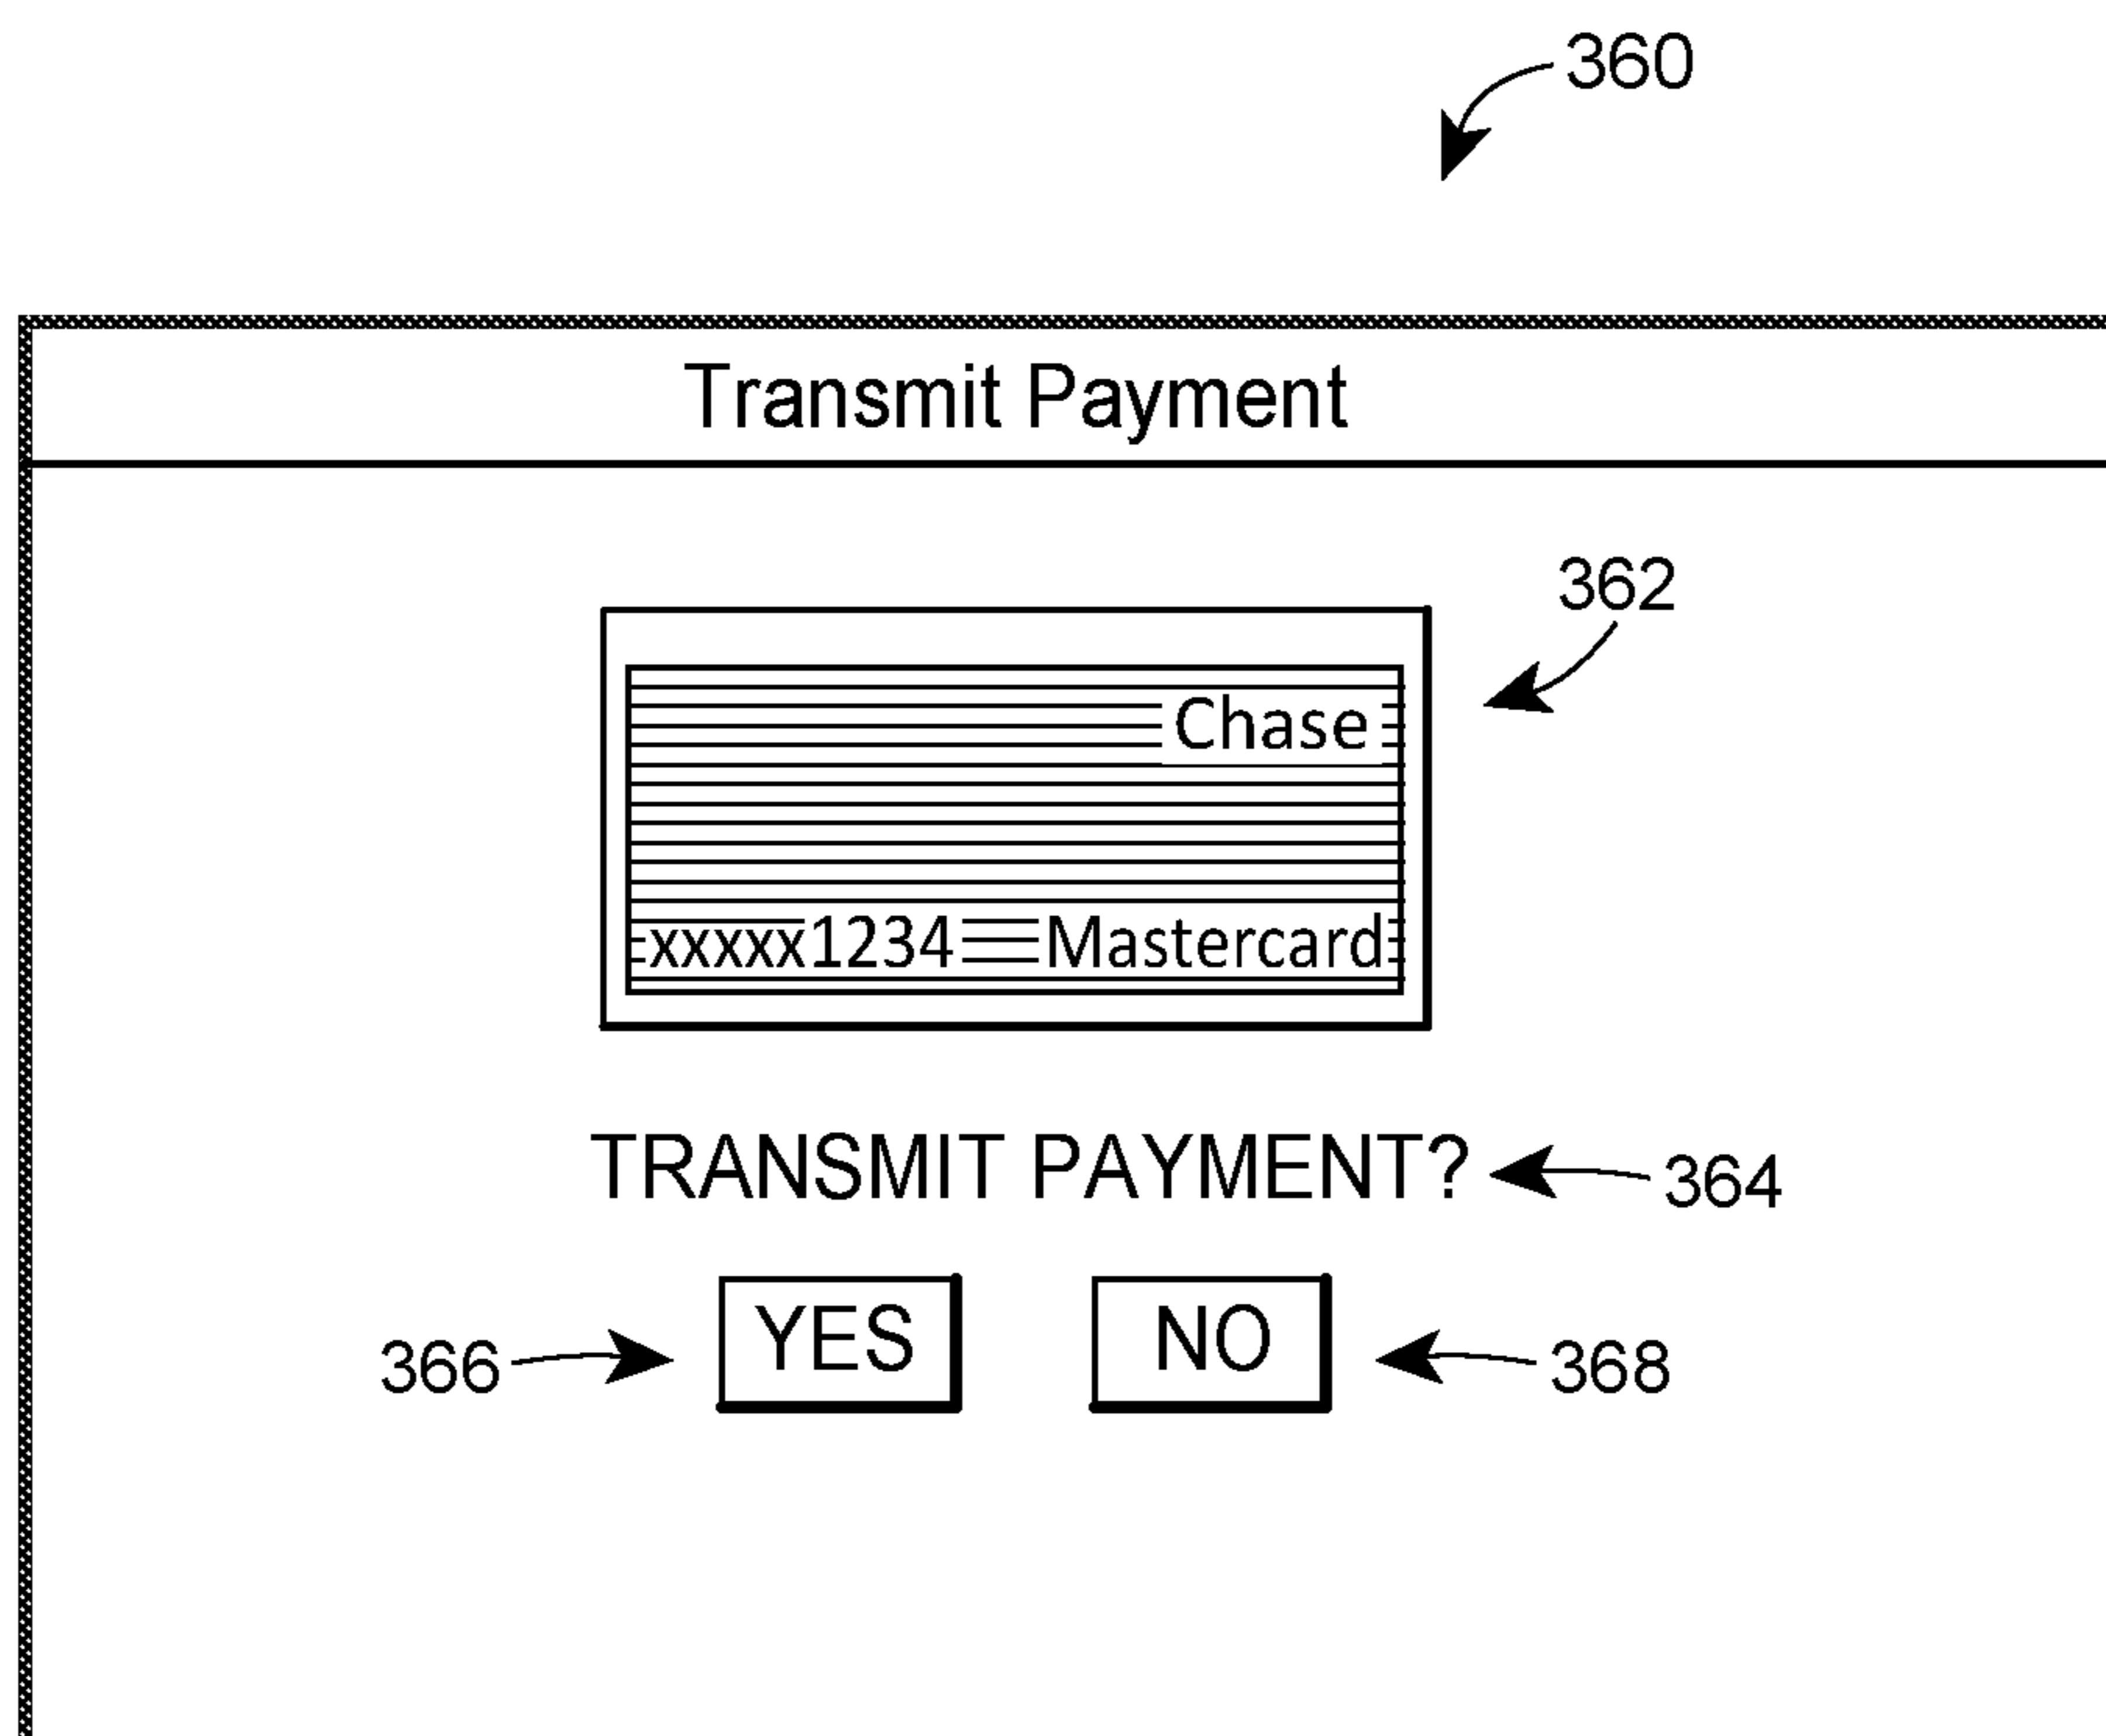 360
Transmit Payment
362
Chase
xxxxx1234 Mastercard
TRANSMIT PAYMENT? 364
366 YES NO 368